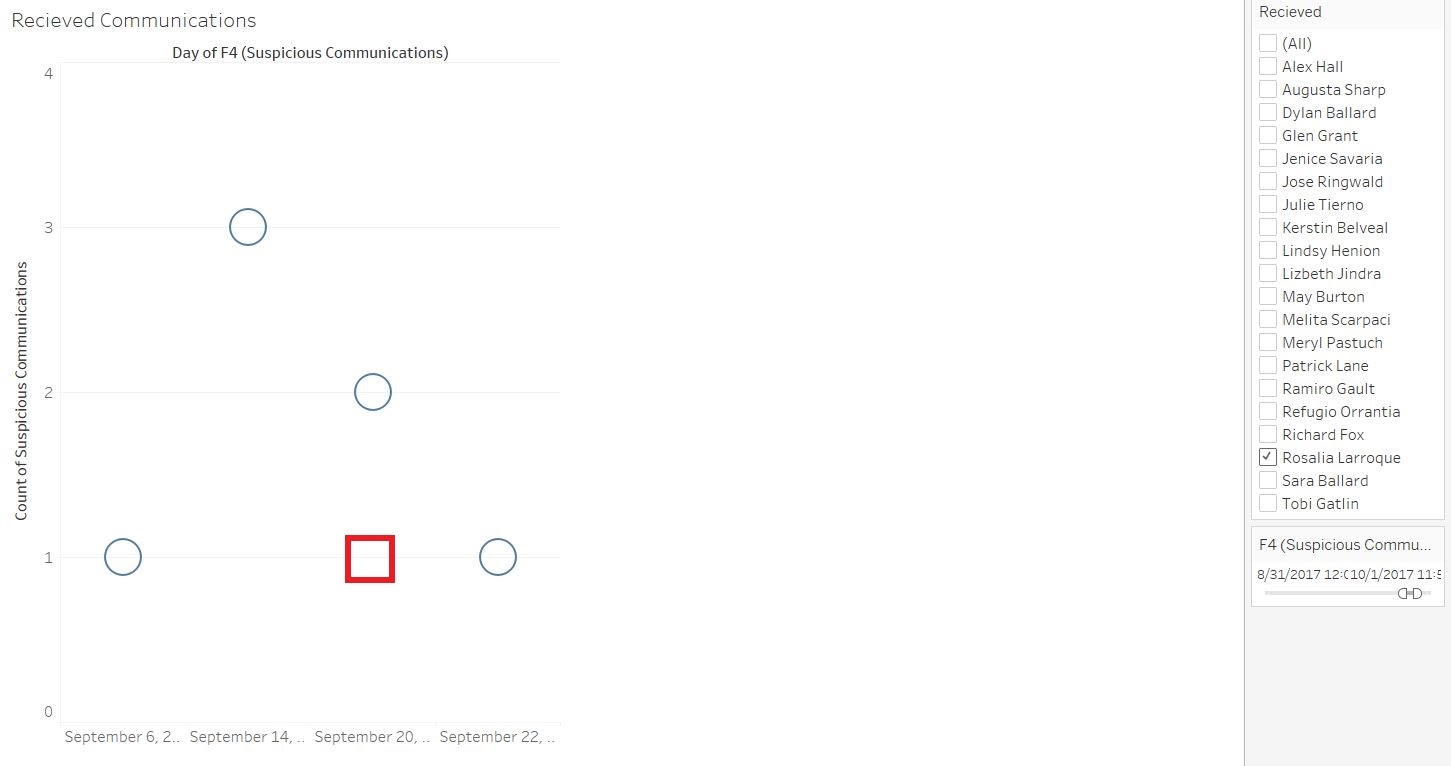 Recieved Communications
Day of F4 (Suspicious Communications)
Count of Suspicious Communications
4
3
2
1
0
September 6, 2..
September 14, ..
September 20, ..
September 22, ..
Recieved
(All)
Alex Hall
Augusta Sharp
Dylan Ballard
Glen Grant
Jenice Savaria
Jose Ringwald
Julie Tierno
Kerstin Belveal
Lindsy Henion
Lizbeth Jindra
May Burton
Melita Scarpaci
Meryl Pastuch
Patrick Lane
Ramiro Gault
Refugio Orrantia
Richard Fox
Rosalia Larroque
Sara Ballard
Tobi Gatlin
F4 (Suspicious Commu...
8/31/2017 12:0 10/1/2017 11:5